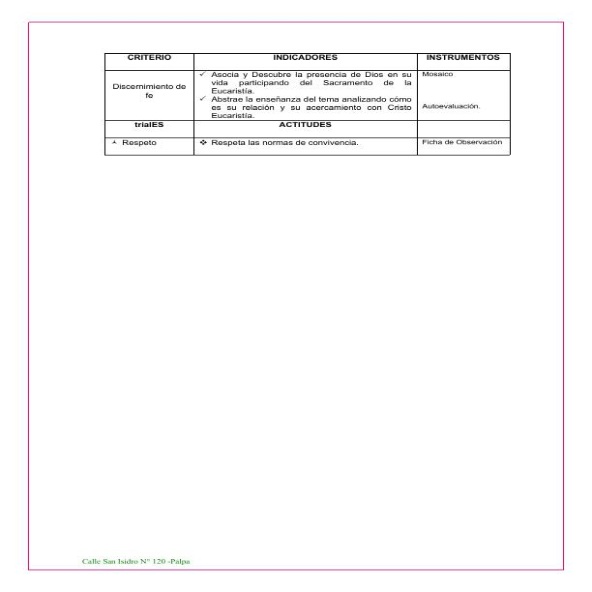 CRITERIO INDICADORES INSTRUMENTOS
Discernimiento de
fe
✓ Asocia y Descubre la presencia de Dios en su
vida participando del Sacramento de la
Eucaristía.
✓ Abstrae la enseñanza del tema analizando cómo
es su relación y su acercamiento con Cristo
Eucaristía.
Mosaico
Autoevaluación.
trialES ACTITUDES
Respeto ❖ Respeta las normas de convivencia. Ficha de Observación
Calle San Isidro N° 120 -Palpa